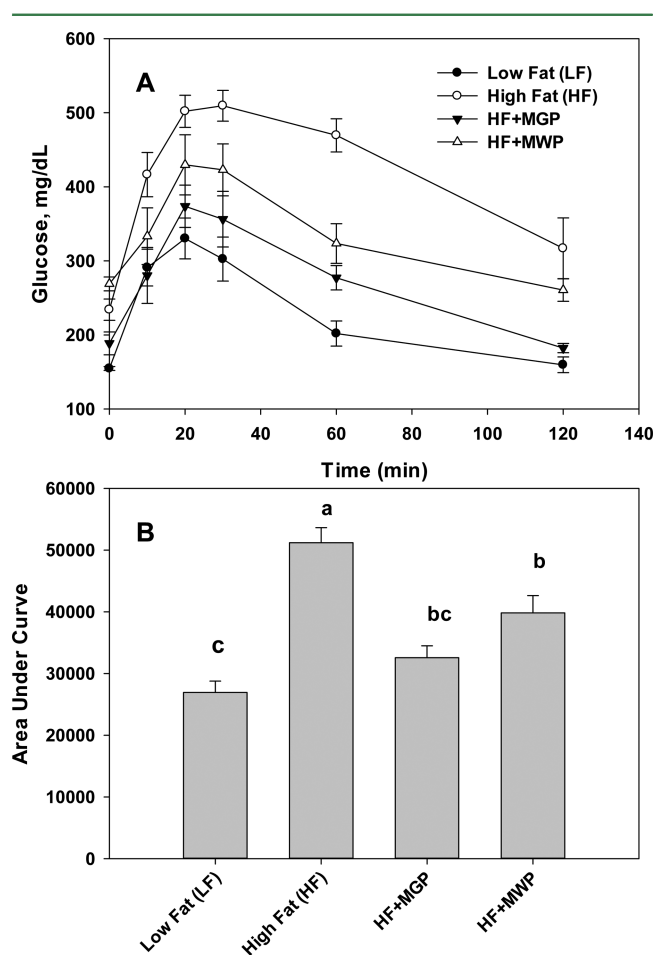 A
Low Fat (LF)
High Fat (HF)
HF+MGP
HF+MWP
Glucose, mg/dL
600
500
400
300
200
100
0 20 40 60 80 100 120 140
Time (min)
B
Area Under Curve
60000
50000
40000
30000
20000
10000
0
c
a
bc
b
Low Fat (LF)
High Fat (HF)
HF+MGP
HF+MWP